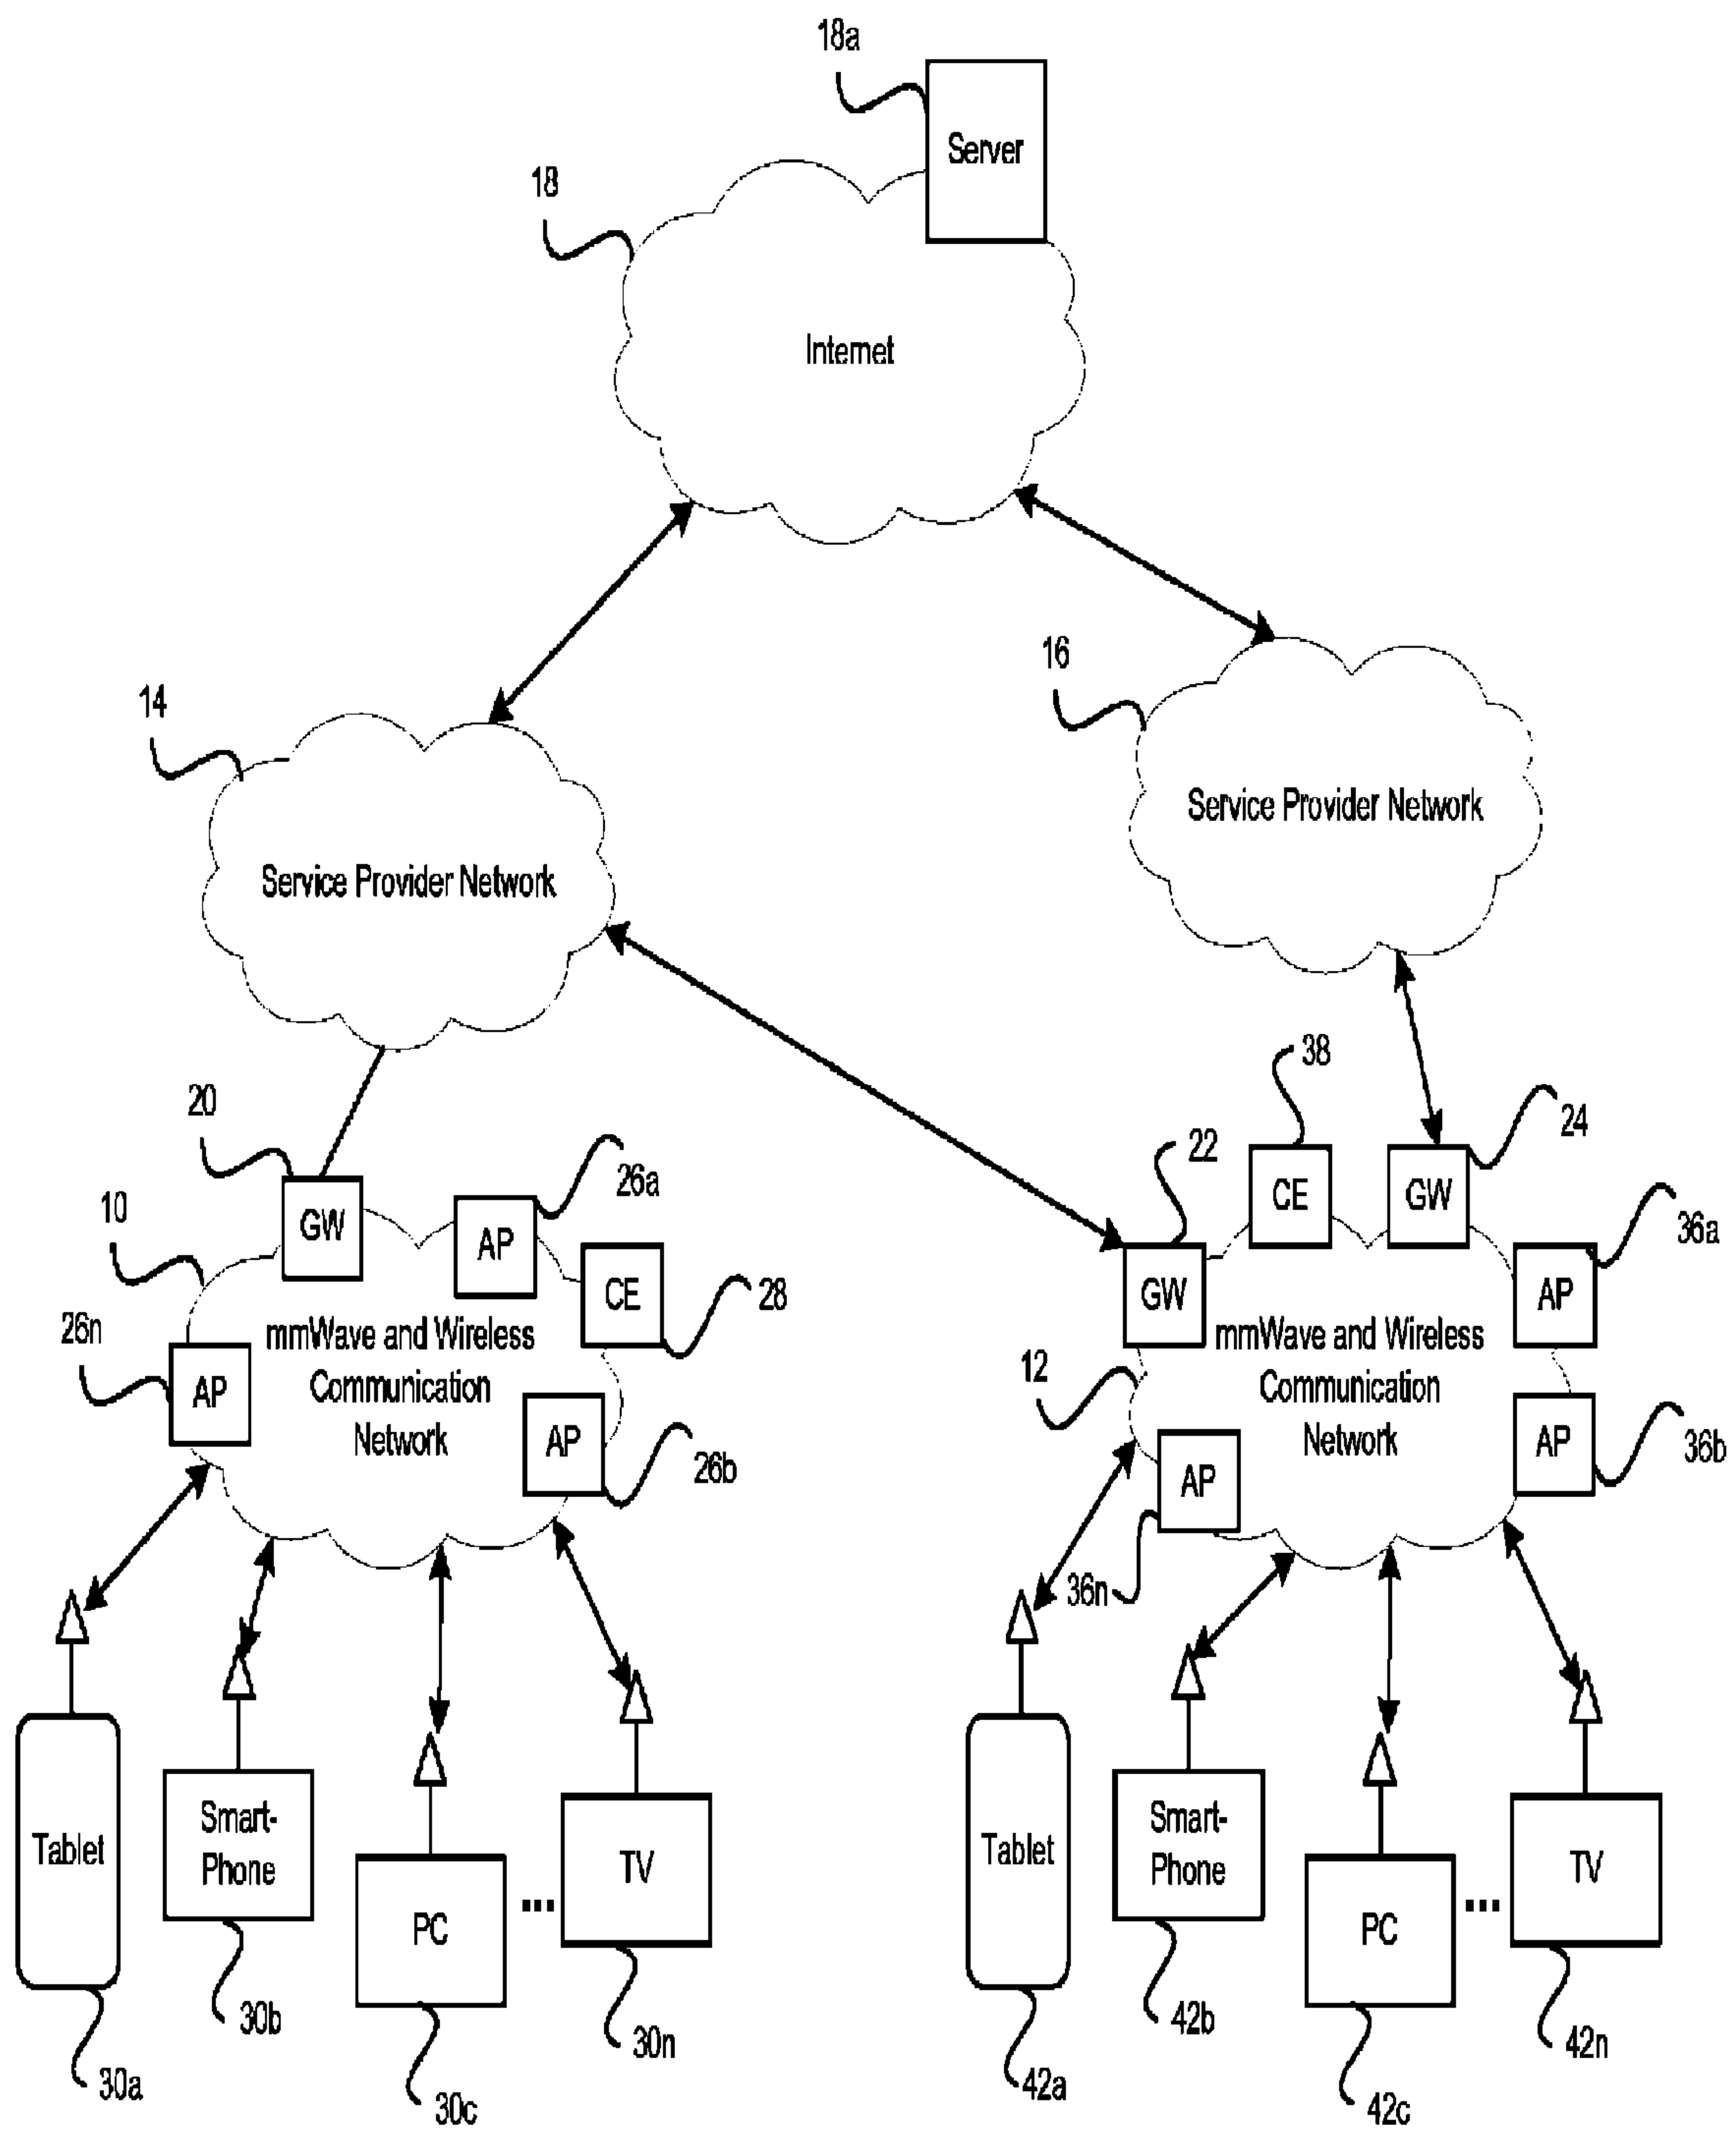 18a
Server
18
Internet
16
14
Service Provider Network
Service Provider Network
38
20
24
22
26a
CE
GW
10
GW
AP
36a
CE
28
GW
AP
26n
mmWave and Wireless
Communication
Network
mmWave and Wireless
Communication
Network
12
AP
AP
26b
AP
36b
AP
36n
Tablet
Smart-
Phone
PC
...
TV
Tablet
Smart-
Phone
PC
...
TV
30a
30b
30c
30n
42a
42b
42c
42n